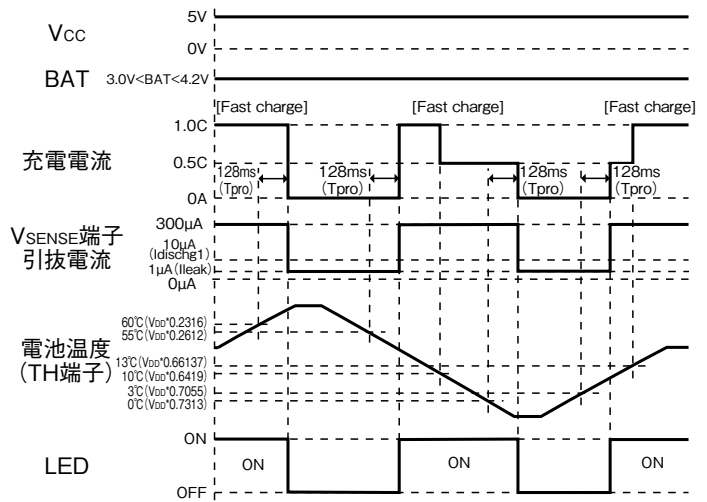 5V
Vcc
0V
BAT 3.0V<BAT<4.2V
[Fast charge] [Fast charge] [Fast charge]
1.0C
充電電流
0.5C
128ms (Tpro)
128ms (Tpro)
128ms (Tpro)
128ms (Tpro)
0A
VSENSE端子
引抜電流
300μA
10μA
(Idischg1)
1μA(Ileak)
0μA
電池温度
(TH端子)
60℃(VDD*0.2316)
55℃(VDD*0.2612)
13℃(VDD*0.66137)
10℃(VDD*0.6419)
3℃(VDD*0.7055)
0℃(VDD*0.7313)
ON
LED
ON ON ON
OFF